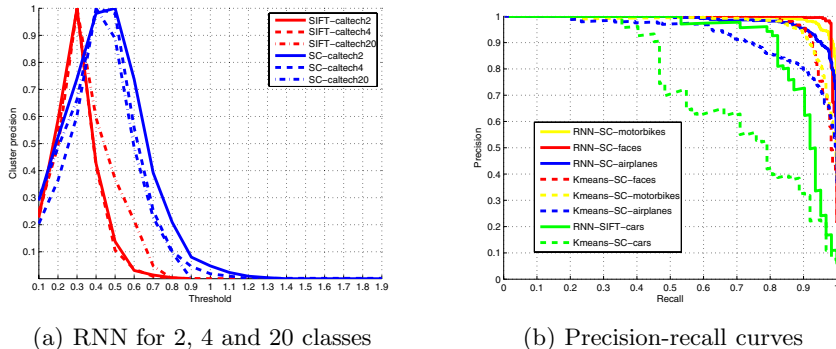 1
0.9
0.8
0.7
0.6
0.5
0.4
0.3
0.2
0.1
Cluster precision
0.1 0.2 0.3 0.4 0.5 0.6 0.7 0.8 0.9 1 1.1 1.2 1.3 1.4 1.5 1.6 1.7 1.8 1.9
Threshold
SIFT-caltech2
SIFT-caltech4
SIFT-caltech20
SC-caltech2
SC-caltech4
SC-caltech20
(a) RNN for 2, 4 and 20 classes
1
0.9
0.8
0.7
0.6
0.5
0.4
0.3
0.2
0.1
0
Precision
0 0.1 0.2 0.3 0.4 0.5 0.6 0.7 0.8 0.9 1
Recall
RNN-SC-motorbikes
RNN-SC-faces
RNN-SC-airplanes
Kmeans-SC-faces
Kmeans-SC-motorbikes
Kmeans-SC-airplanes
RNN-SIFT-cars
Kmeans-SC-cars
(b) Precision-recall curves